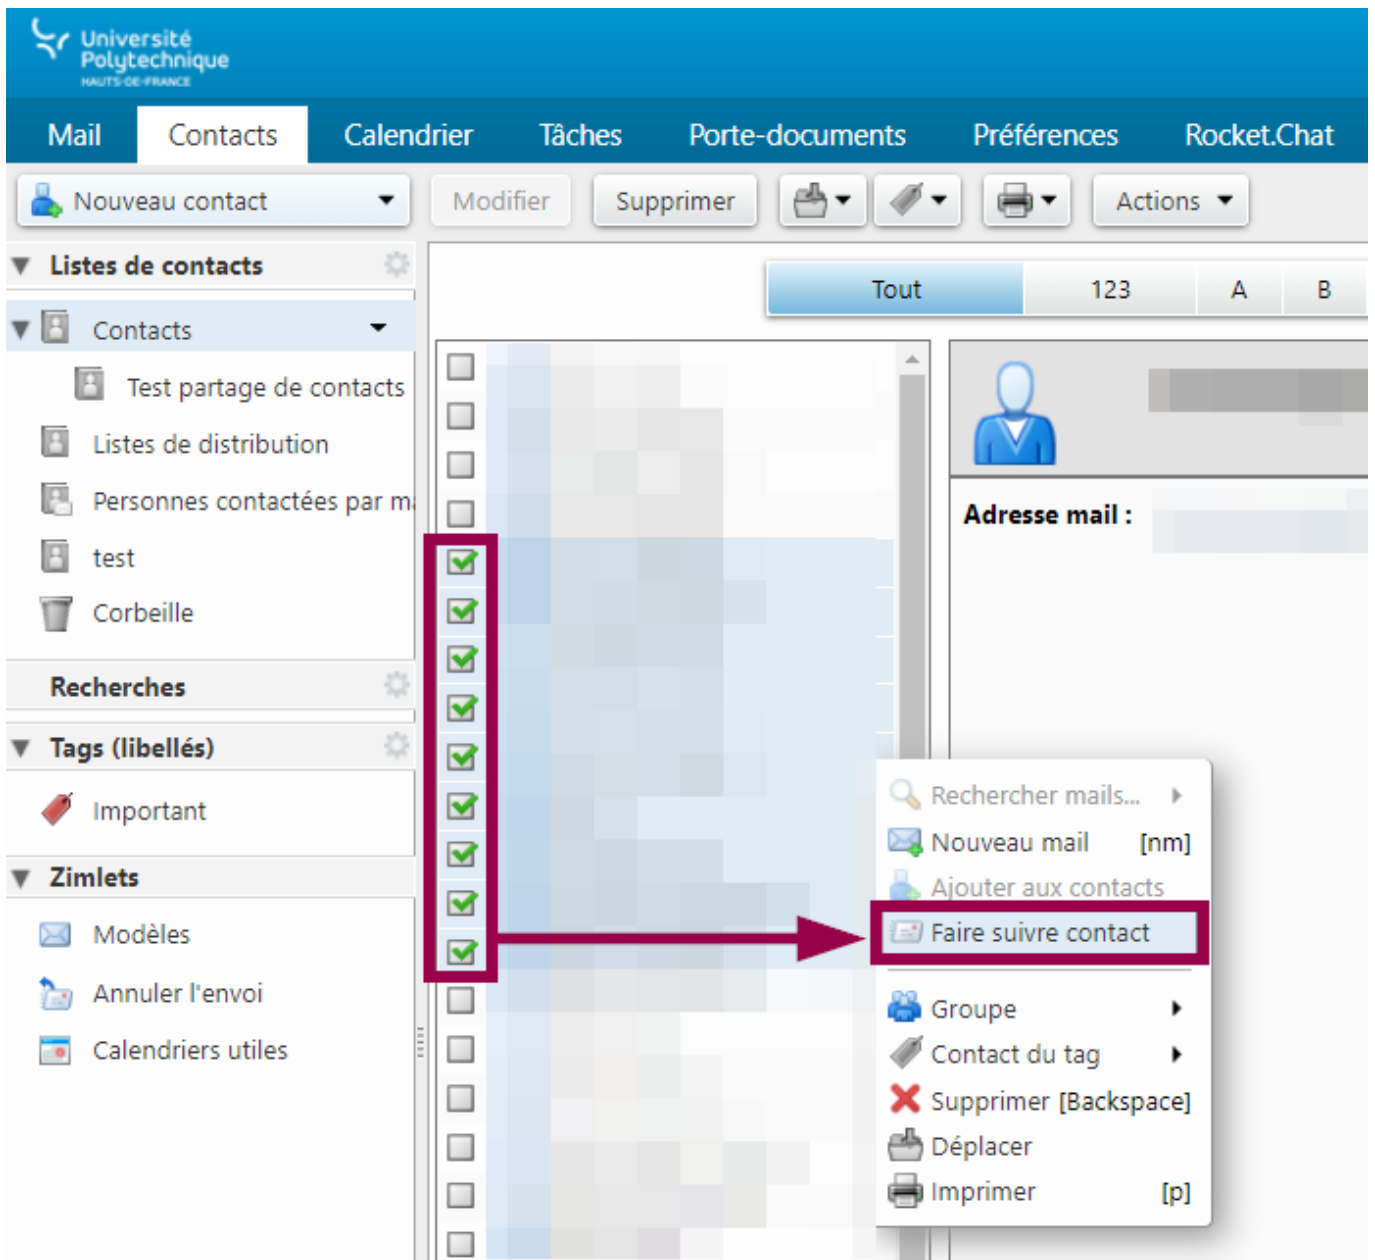 Université
Polytechnique
HAUTS-DE-FRANCE
Mail Contacts Calendrier Tâches Porte-documents Préférences Rocket.Chat
Nouveau contact Modifier Supprimer Actions
Listes de contacts
Tout 123 A B
Contacts
Test partage de contacts
Listes de distribution
Personnes contactées par ma
test
Corbeille
Recherches
Tags (libellés)
Important
Zimlets
Modèles
Annuler l'envoi
Calendriers utiles
Adresse mail :
Rechercher mails...
Nouveau mail [nm]
Ajouter aux contacts
Faire suivre contact
Groupe
Contact du tag
Supprimer [Backspace]
Déplacer
Imprimer [p]